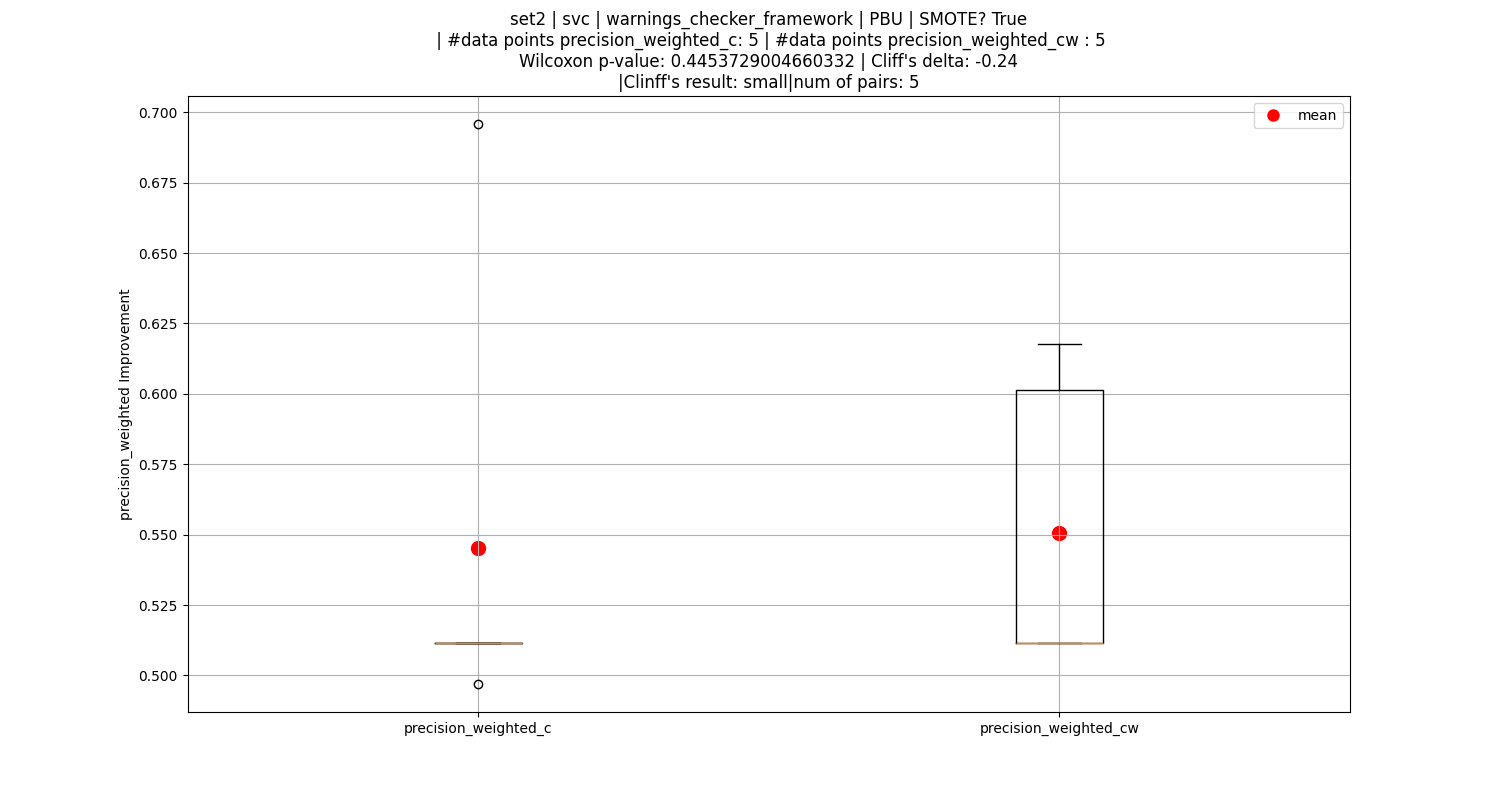 set2 | svc | warnings_checker_framework | PBU | SMOTE? True
| #data points precision_weighted_c: 5 | #data points precision_weighted_cw : 5
Wilcoxon p-value: 0.4453729004660332 | Cliff's delta: -0.24
|Clinff's result: small|num of pairs: 5
mean
0.700
0.675
0.650
0.625
0.600
0.575
0.550
0.525
0.500
precision_weighted Improvement
precision_weighted_c
precision_weighted_cw